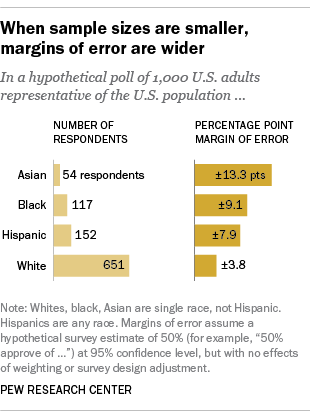 When sample sizes are smaller,
margins of error are wider
In a hypothetical poll of 1,000 U.S. adults
representative of the U.S. population ...
NUMBER OF
RESPONDENTS
PERCENTAGE POINT
MARGIN OF ERROR
Asian 54 respondents ±13.3 pts
Black 117 ±9.1
Hispanic 152 ±7.9
White 651 ±3.8
Note: Whites, black, Asian are single race, not Hispanic.
Hispanics are any race. Margins of error assume a
hypothetical survey estimate of 50% (for example, “50%
approve of ...”) at 95% confidence level, but with no effects
of weighting or survey design adjustment.
PEW RESEARCH CENTER